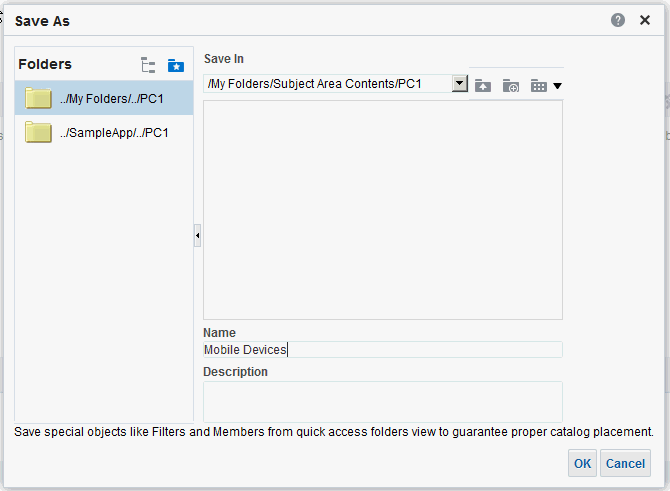 Save As
Folders
../My Folders/../PC1
../SampleApp/../PC1
Save In
/My Folders/Subject Area Contents/PC1
Name
Mobile Devices
Description
Save special objects like Filters and Members from quick access folders view to guarantee proper catalog placement.
OK Cancel